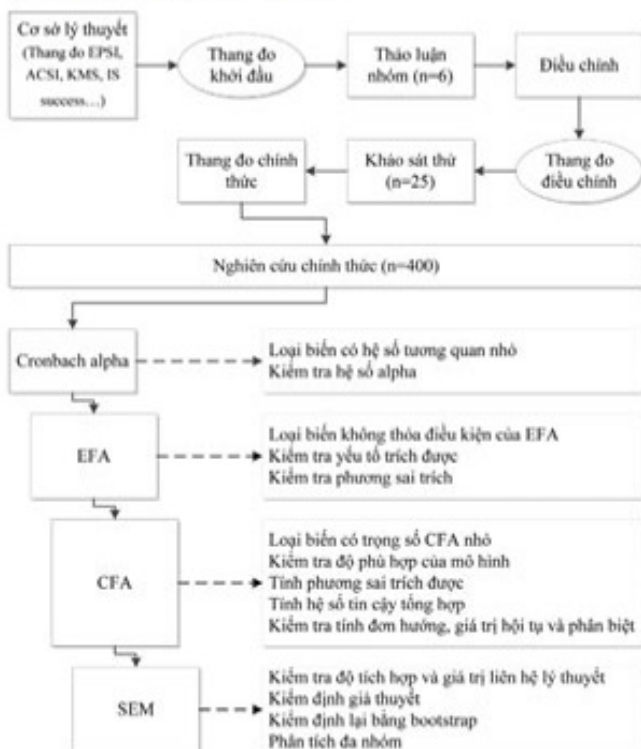 Cơ sở lý thuyết
(Thang đo EPSI,
ACSI, KMS, IS
success…)
Thang đo
khởi đầu
Thảo luận
nhóm (n=6)
Điều chỉnh
Thang đo chính
thức
Khảo sát thử
(n=25)
Thang đo
điều chỉnh
Nghiên cứu chính thức (n=400)
Cronbach alpha
Loại biến có hệ số tương quan nhỏ
Kiểm tra hệ số alpha
EFA
Loại biến không thỏa điều kiện của EFA
Kiểm tra yếu tố trích được
Kiểm tra phương sai trích
CFA
Loại biến có trọng số CFA nhỏ
Kiểm tra độ phù hợp của mô hình
Tính phương sai trích được
Tính hệ số tin cậy tổng hợp
Kiểm tra tính đơn hướng, giá trị hội tụ và phân biệt
SEM
Kiểm tra độ tích hợp và giá trị liên hệ lý thuyết
Kiểm định giả thuyết
Kiểm định lại bằng bootstrap
Phân tích đa nhóm